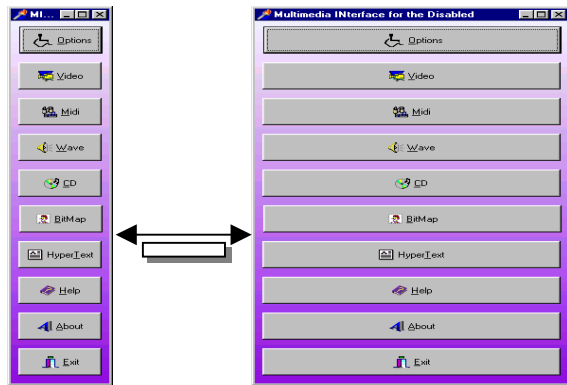 MI...
Options
Video
Midi
Wave
CD
BitMap
HyperText
Help
About
Exit
Multimedia INterface for the Disabled
Options
Video
Midi
Wave
CD
BitMap
HyperText
Help
About
Exit